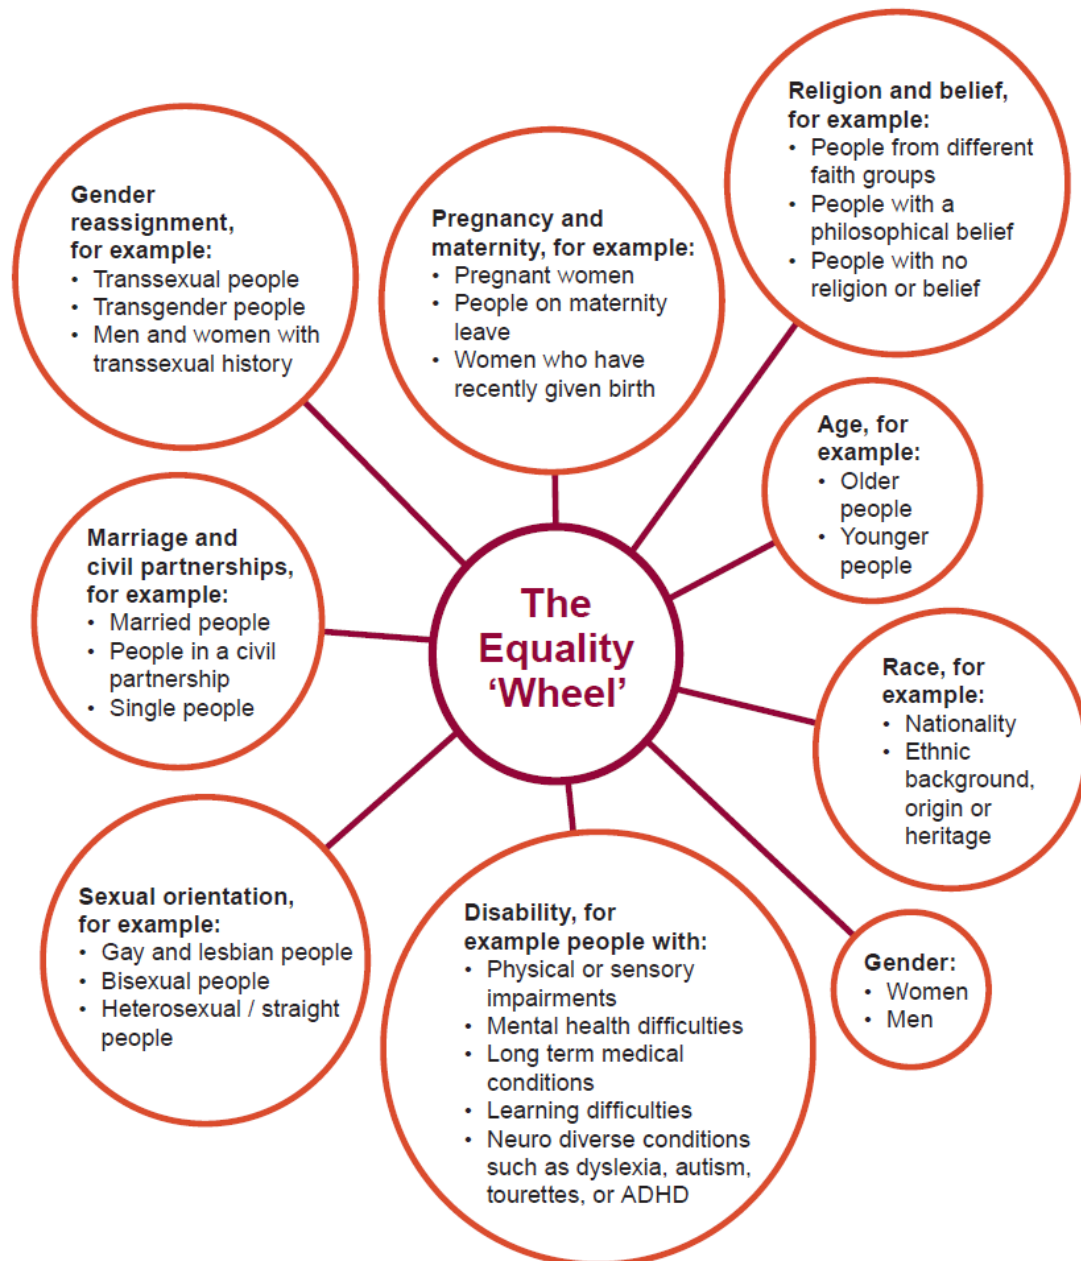 Religion and belief,
for example:
• People from different
faith groups
• People with a
philosophical belief
• People with no
religion or belief
Gender
reassignment,
for example:
• Transsexual people
• Transgender people
• Men and women with
transsexual history
Pregnancy and
maternity, for example:
• Pregnant women
• People on maternity
leave
• Women who have
recently given birth
Age, for
example:
• Older
people
• Younger
people
Marriage and
civil partnerships,
for example:
• Married people
• People in a civil
partnership
• Single people
The
Equality
‘Wheel’
Race, for
example:
• Nationality
• Ethnic
background,
origin or
heritage
Sexual orientation,
for example:
• Gay and lesbian people
• Bisexual people
• Heterosexual / straight
people
Disability, for
example people with:
• Physical or sensory
impairments
• Mental health difficulties
• Long term medical
conditions
• Learning difficulties
• Neuro diverse conditions
such as dyslexia, autism,
tourettes, or ADHD
Gender:
• Women
• Men